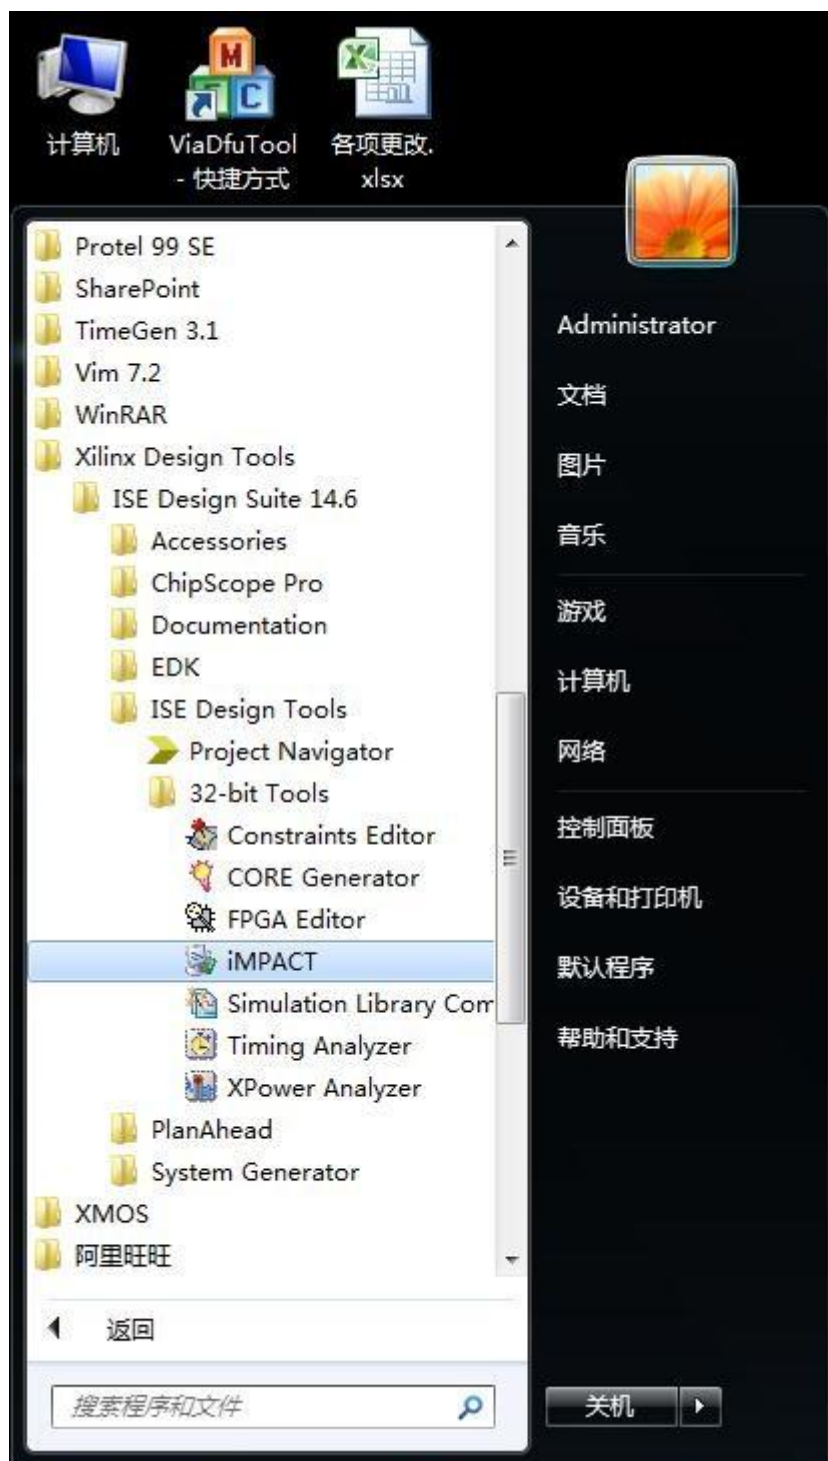 计算机
ViaDfuTool
- 快捷方式
各项更改.
xlsx
Protel 99 SE
SharePoint
TimeGen 3.1
Vim 7.2
WinRAR
Xilinx Design Tools
ISE Design Suite 14.6
Accessories
ChipScope Pro
Documentation
EDK
ISE Design Tools
Project Navigator
32-bit Tools
Constraints Editor
CORE Generator
FPGA Editor
iMPACT
Simulation Library Com
Timing Analyzer
XPower Analyzer
PlanAhead
System Generator
XMOS
阿里旺旺
返回
搜索程序和文件
Administrator
文档
图片
音乐
游戏
计算机
网络
控制面板
设备和打印机
默认程序
帮助和支持
关机